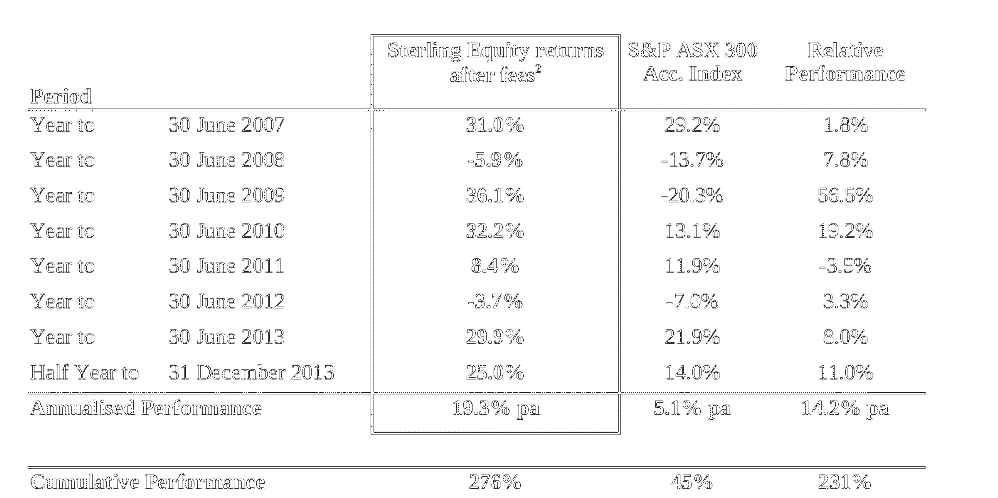 Sterling Equity returns after fees² S&P ASX 300 Acc. Index Relative Performance
Period
Year to 30 June 2007 31.0% 29.2% 1.8%
Year to 30 June 2008 -5.9% -13.7% 7.8%
Year to 30 June 2009 36.1% -20.3% 56.5%
Year to 30 June 2010 32.2% 13.1% 19.2%
Year to 30 June 2011 8.4% 11.9% -3.5%
Year to 30 June 2012 -3.7% -7.0% 3.3%
Year to 30 June 2013 29.9% 21.9% 8.0%
Half Year to 31 December 2013 25.0% 14.0% 11.0%
Annualised Performance 19.3% pa 5.1% pa 14.2% pa
Cumulative Performance 276% 45% 231%